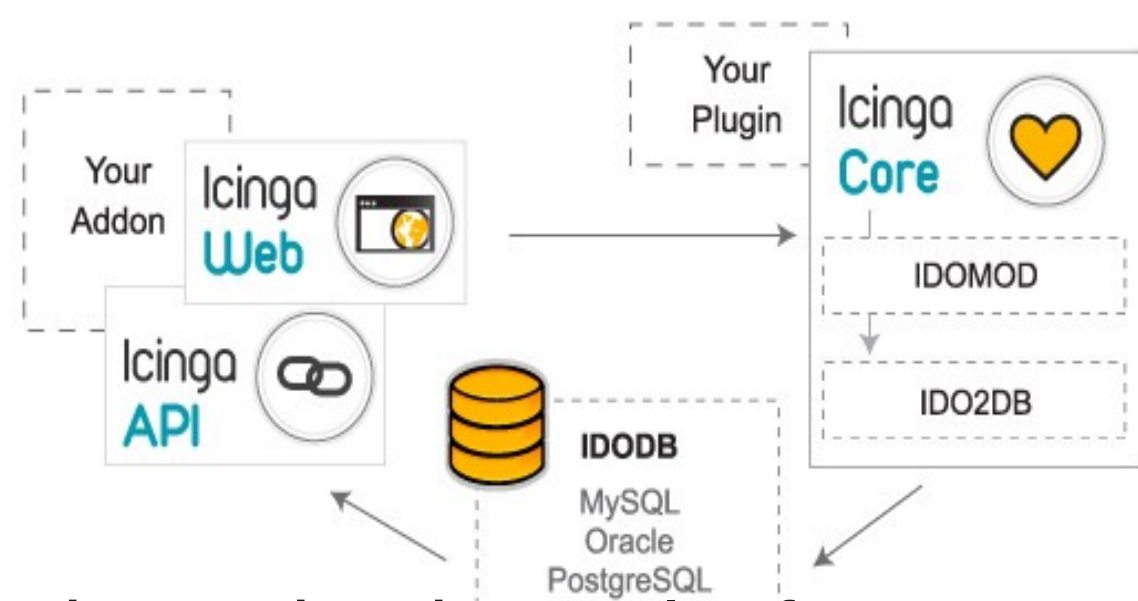 Your
Addon
Icinga
Web
Icinga
API
Your
Plugin
Icinga
Core
IDOMOD
IDO2DB
IDODB
MySQL
Oracle
PostgreSQL